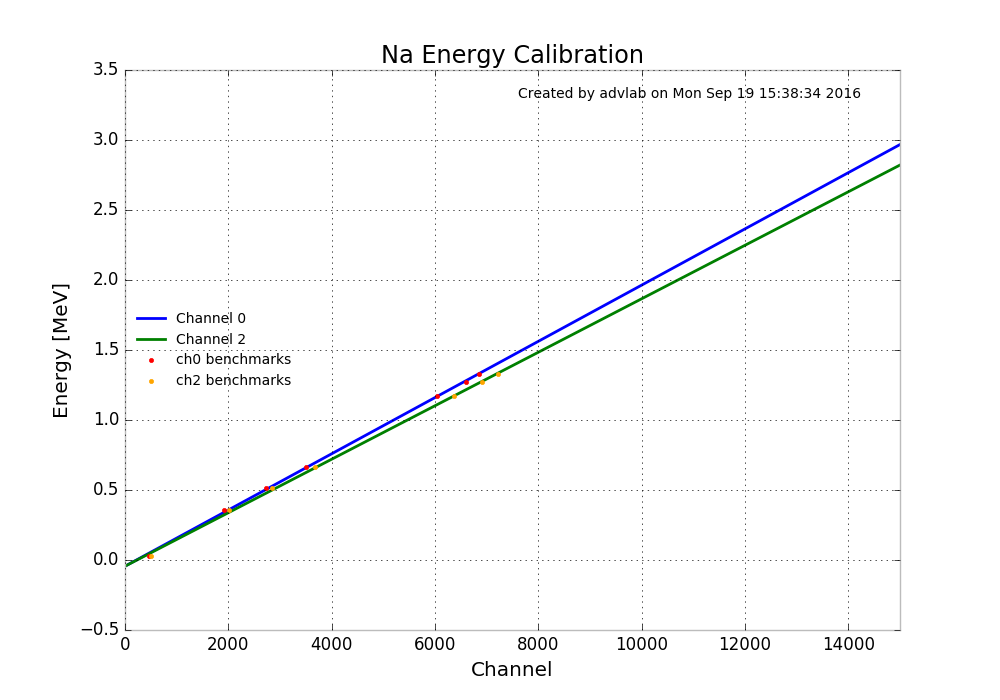 Na Energy Calibration
Created by advlab on Mon Sep 19 15:38:34 2016
3.5
3.0
2.5
2.0
1.5
1.0
0.5
0.0
−0.5
Energy [MeV]
Channel 0
Channel 2
ch0 benchmarks
ch2 benchmarks
0 2000 4000 6000 8000 10000 12000 14000
Channel